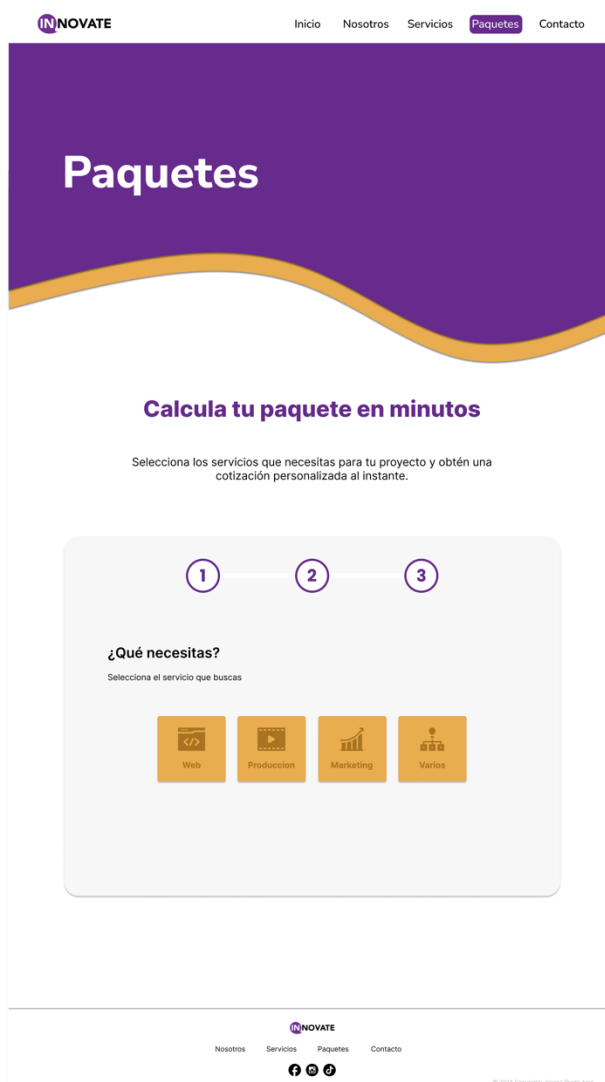 INNOVATE
Inicio Nosotros Servicios Paquetes Contacto
Paquetes
Calcula tu paquete en minutos
Selecciona los servicios que necesitas para tu proyecto y obtén una
cotización personalizada al instante.
1 2 3
¿Qué necesitas?
Selecciona el servicio que buscas
Web Produccion Marketing Varios
INNOVATE
Nosotros Servicios Paquetes Contacto